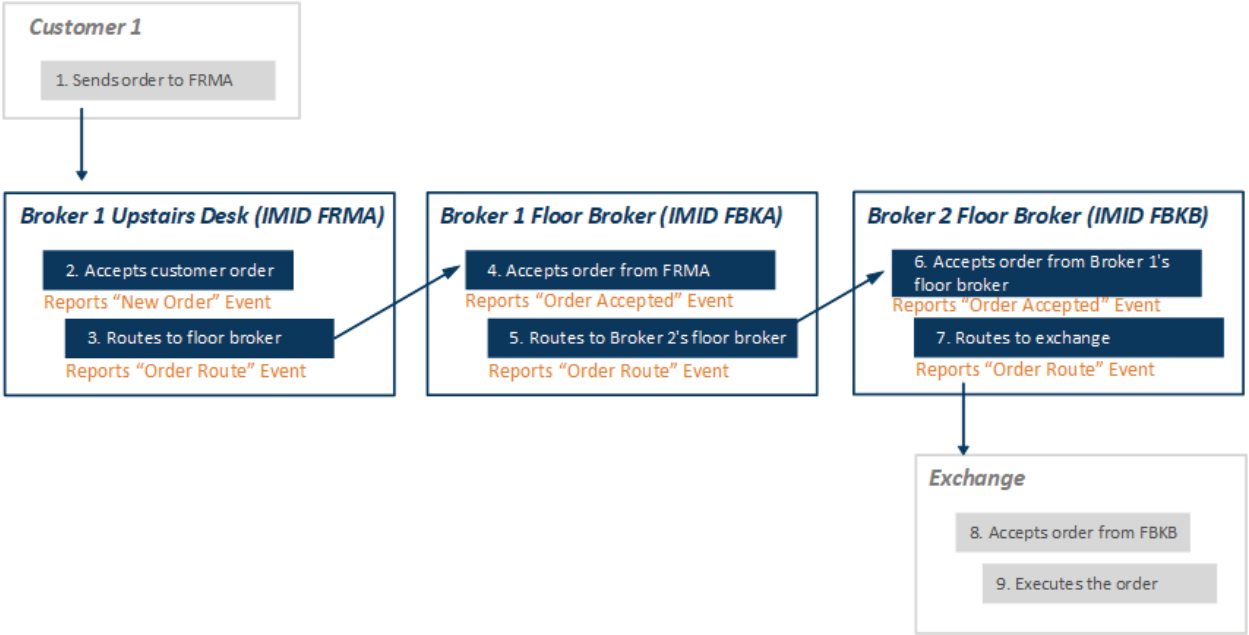 Customer 1
1. Sends order to FRMA
Broker 1 Upstairs Desk (IMID FRMA)
2. Accepts customer order
Reports “New Order” Event
3. Routes to floor broker
Reports “Order Route” Event
Broker 1 Floor Broker (IMID FBKA)
4. Accepts order from FRMA
Reports “Order Accepted” Event
5. Routes to Broker 2's floor broker
Reports “Order Route” Event
Broker 2 Floor Broker (IMID FBKB)
6. Accepts order from Broker 1's
floor broker
Reports “Order Accepted” Event
7. Routes to exchange
Reports “Order Route” Event
Exchange
8. Accepts order from FBKB
9. Executes the order